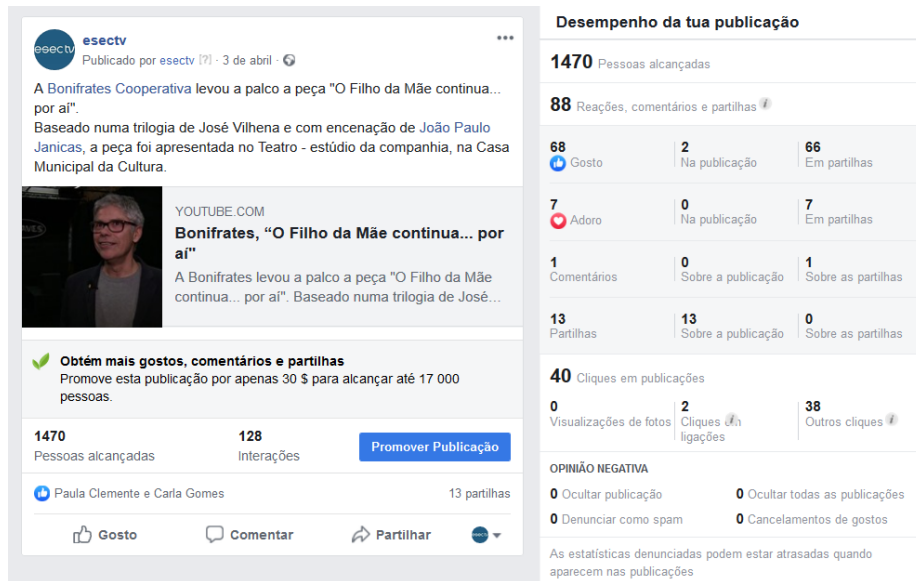 esectv
esectv
Publicado por esectv [?] · 3 de abril ·
A Bonifrates Cooperativa levou a palco a peça "O Filho da Mãe continua...
por aí".
Baseado numa trilogia de José Vilhena e com encenação de João Paulo
Janicas, a peça foi apresentada no Teatro - estúdio da companhia, na Casa
Municipal da Cultura.
YOUTUBE.COM
Bonifrates, “O Filho da Mãe continua... por
aí"
A Bonifrates levou a palco a peça "O Filho da Mãe
continua... por aí". Baseado numa trilogia de José...
Obtém mais gostos, comentários e partilhas
Promove esta publicação por apenas 30 $ para alcançar até 17 000
pessoas.
1470 128
Pessoas alcançadas Interações
Promover Publicação
Paula Clemente e Carla Gomes 13 partilhas
Gosto Comentar Partilhar
Desempenho da tua publicação
1470 Pessoas alcançadas
88 Reações, comentários e partilhas
68 2 66
Gosto Na publicação Em partilhas
7 0 7
Adoro Na publicação Em partilhas
1 0 1
Comentários Sobre a publicação Sobre as partilhas
13 13 0
Partilhas Sobre a publicação Sobre as partilhas
40 Cliques em publicações
0 2 38
Visualizações de fotos Cliques em Outros cliques
ligações
OPINIÃO NEGATIVA
0 Ocultar publicação 0 Ocultar todas as publicações
0 Denunciar como spam 0 Cancelamentos de gostos
As estatísticas denunciadas podem estar atrasadas quando
aparecem nas publicações